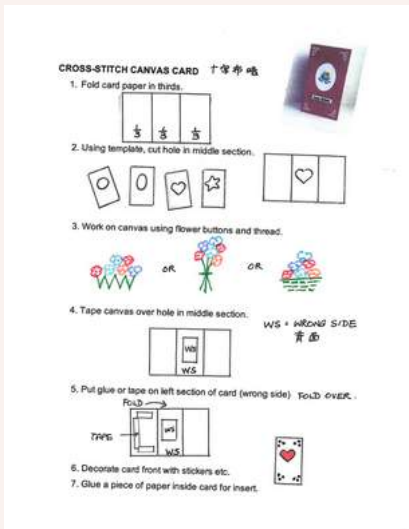 CROSS-STITCH CANVAS CARD
1. Fold card paper in thirds.
1/3 1/3 1/3
2. Using template, cut hole in middle section.
3. Work on canvas using flower buttons and thread.
OR OR
4. Tape canvas over hole in middle section.
WS = WRONG SIDE
背面
WS
WS
5. Put glue or tape on left section of card (wrong side) FOLD OVER.
FOLD
TAPE
WS
WS
6. Decorate card front with stickers etc.
7. Glue a piece of paper inside card for insert.